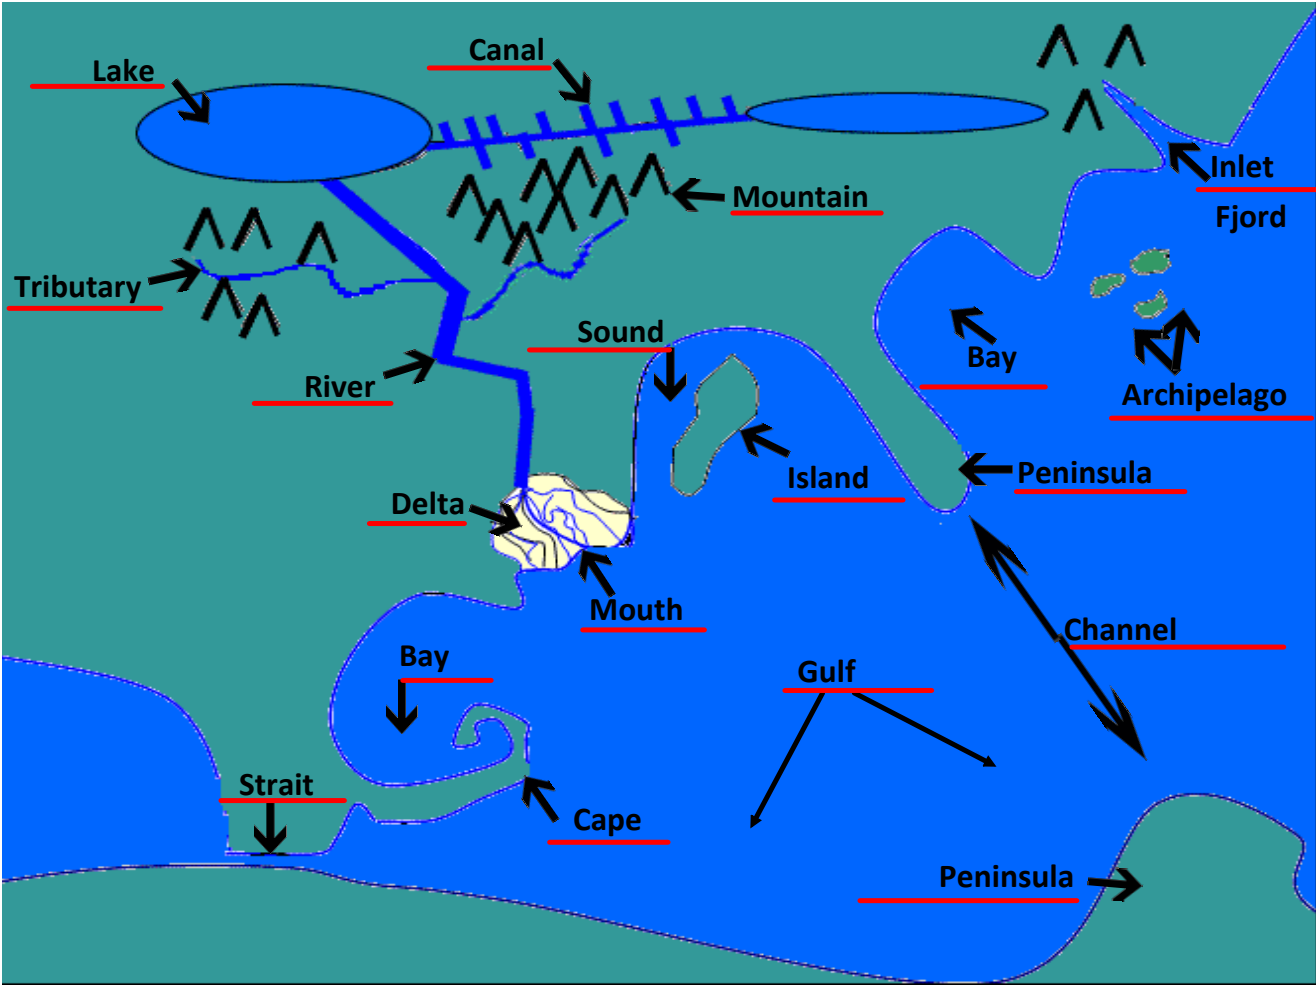 Canal
Lake
Inlet
Fjord
Mountain
Tributary
Sound
Bay
River
Archipelago
Peninsula
Island
Delta
Mouth
Channel
Bay
Gulf
Strait
Cape
Peninsula